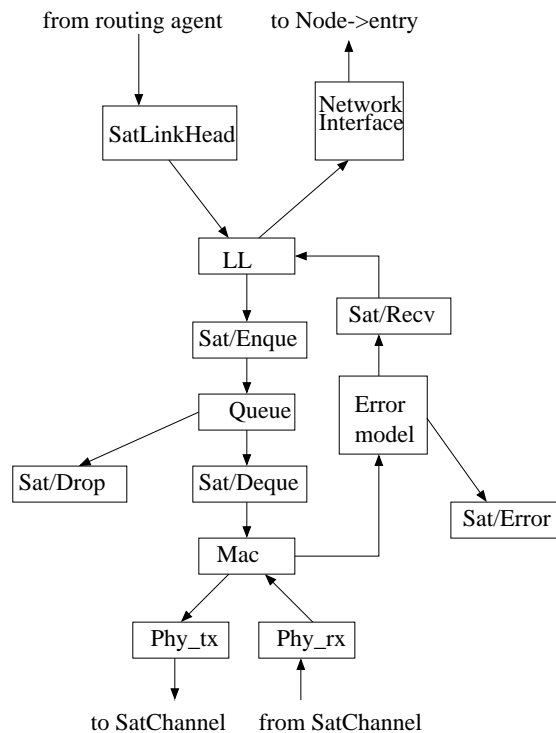 from routing agent
to Node->entry
SatLinkHead
Network
Interface
LL
Sat/Enque
Sat/Recv
Queue
Error
model
Sat/Drop
Sat/Deque
Sat/Error
Mac
Phy_tx
Phy_rx
to SatChannel
from SatChannel